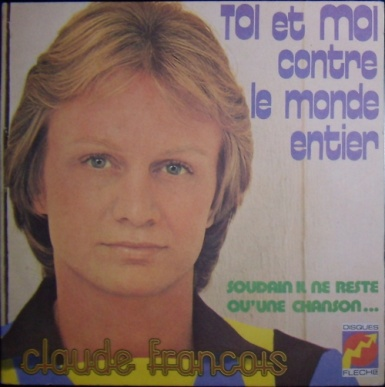 TOI et MOI
contre
le monde
entier
SOUDAIN IL NE RESTE
QU'UNE CHANSON...
claude françois
DISQUES
FLECHE